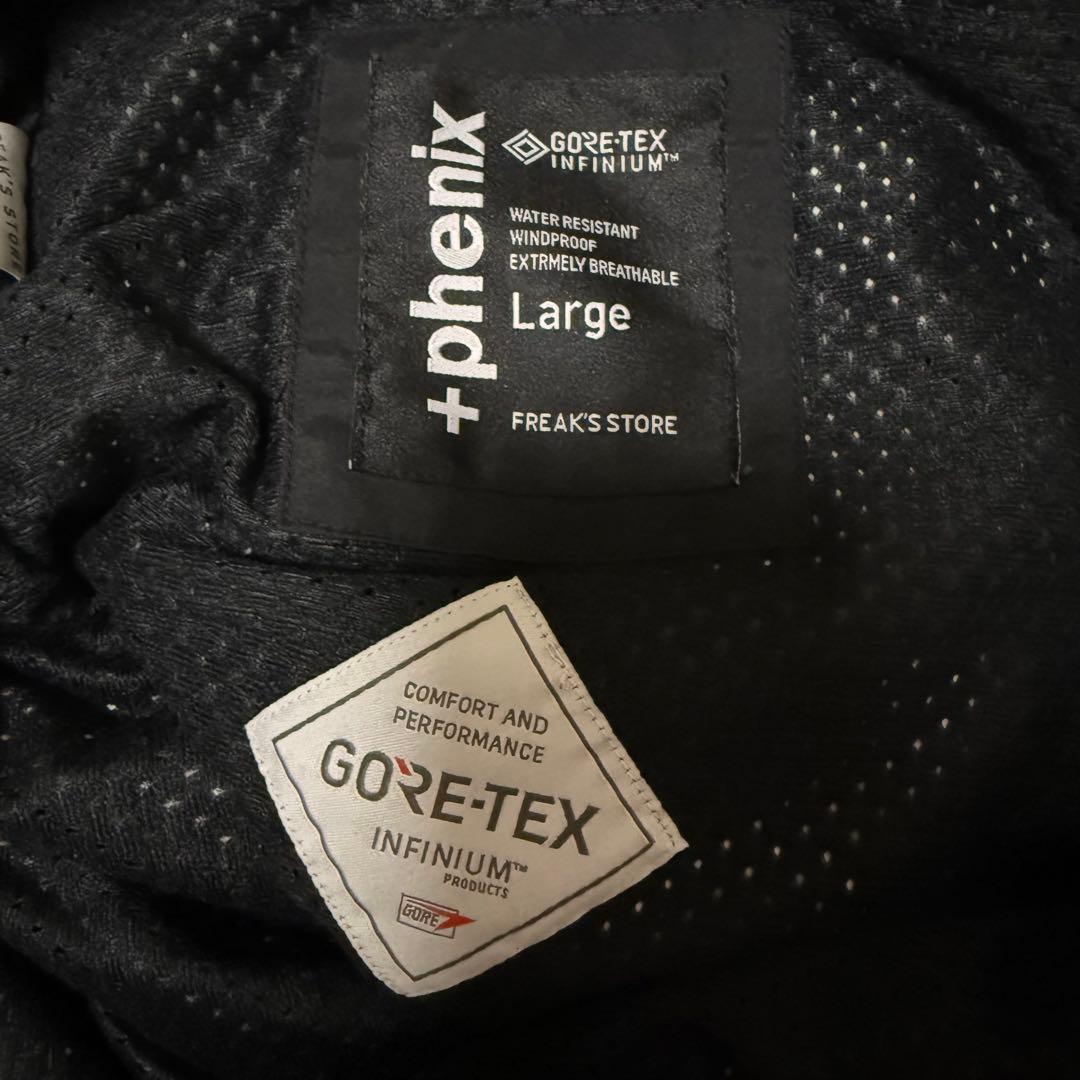 +phenix
GORE-TEX
INFINIUM™
WATER RESISTANT
WINDPROOF
EXTRMELY BREATHABLE
Large
FREAK'S STORE
COMFORT AND
PERFORMANCE
GORE-TEX
INFINIUM™
PRODUCTS
GORE